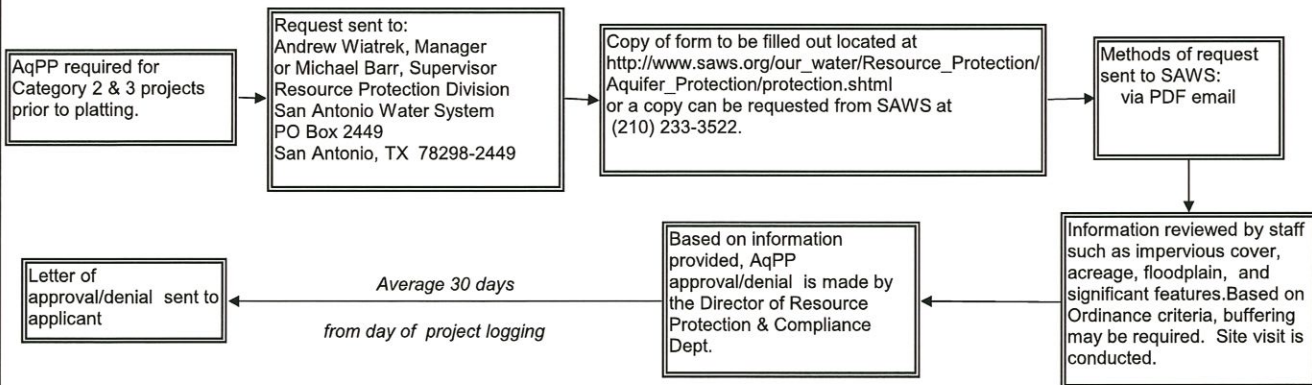 AqPP required for
Category 2 & 3 projects
prior to platting.
Request sent to:
Andrew Wiatrek, Manager
or Michael Barr, Supervisor
Resource Protection Division
San Antonio Water System
PO Box 2449
San Antonio, TX 78298-2449
Copy of form to be filled out located at
http://www.saws.org/our_water/Resource_Protection/
Aquifer_Protection/protection.shtml
or a copy can be requested from SAWS at
(210) 233-3522.
Methods of request
sent to SAWS:
via PDF email
Information reviewed by staff
such as impervious cover,
acreage, floodplain, and
significant features.Based on
Ordinance criteria, buffering
may be required. Site visit is
conducted.
Based on information
provided, AqPP
approval/denial is made by
the Director of Resource
Protection & Compliance
Dept.
Average 30 days
from day of project logging
Letter of
approval/denial sent to
applicant